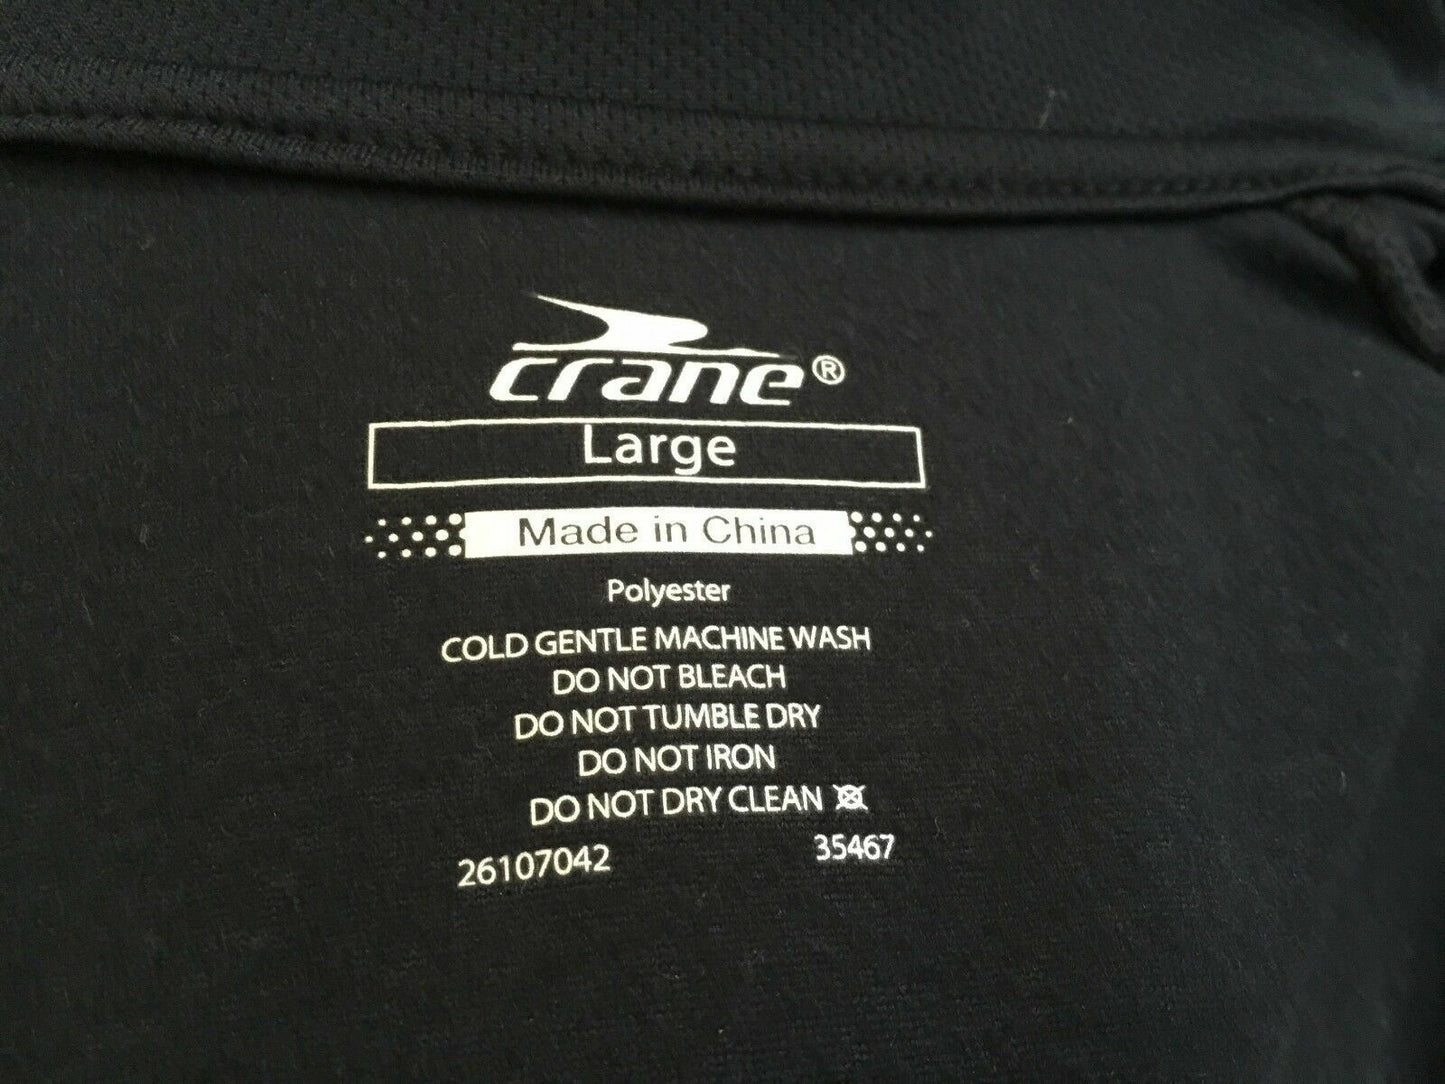 crane®
Large
Made in China
Polyester
COLD GENTLE MACHINE WASH
DO NOT BLEACH
DO NOT TUMBLE DRY
DO NOT IRON
DO NOT DRY CLEAN
26107042 35467